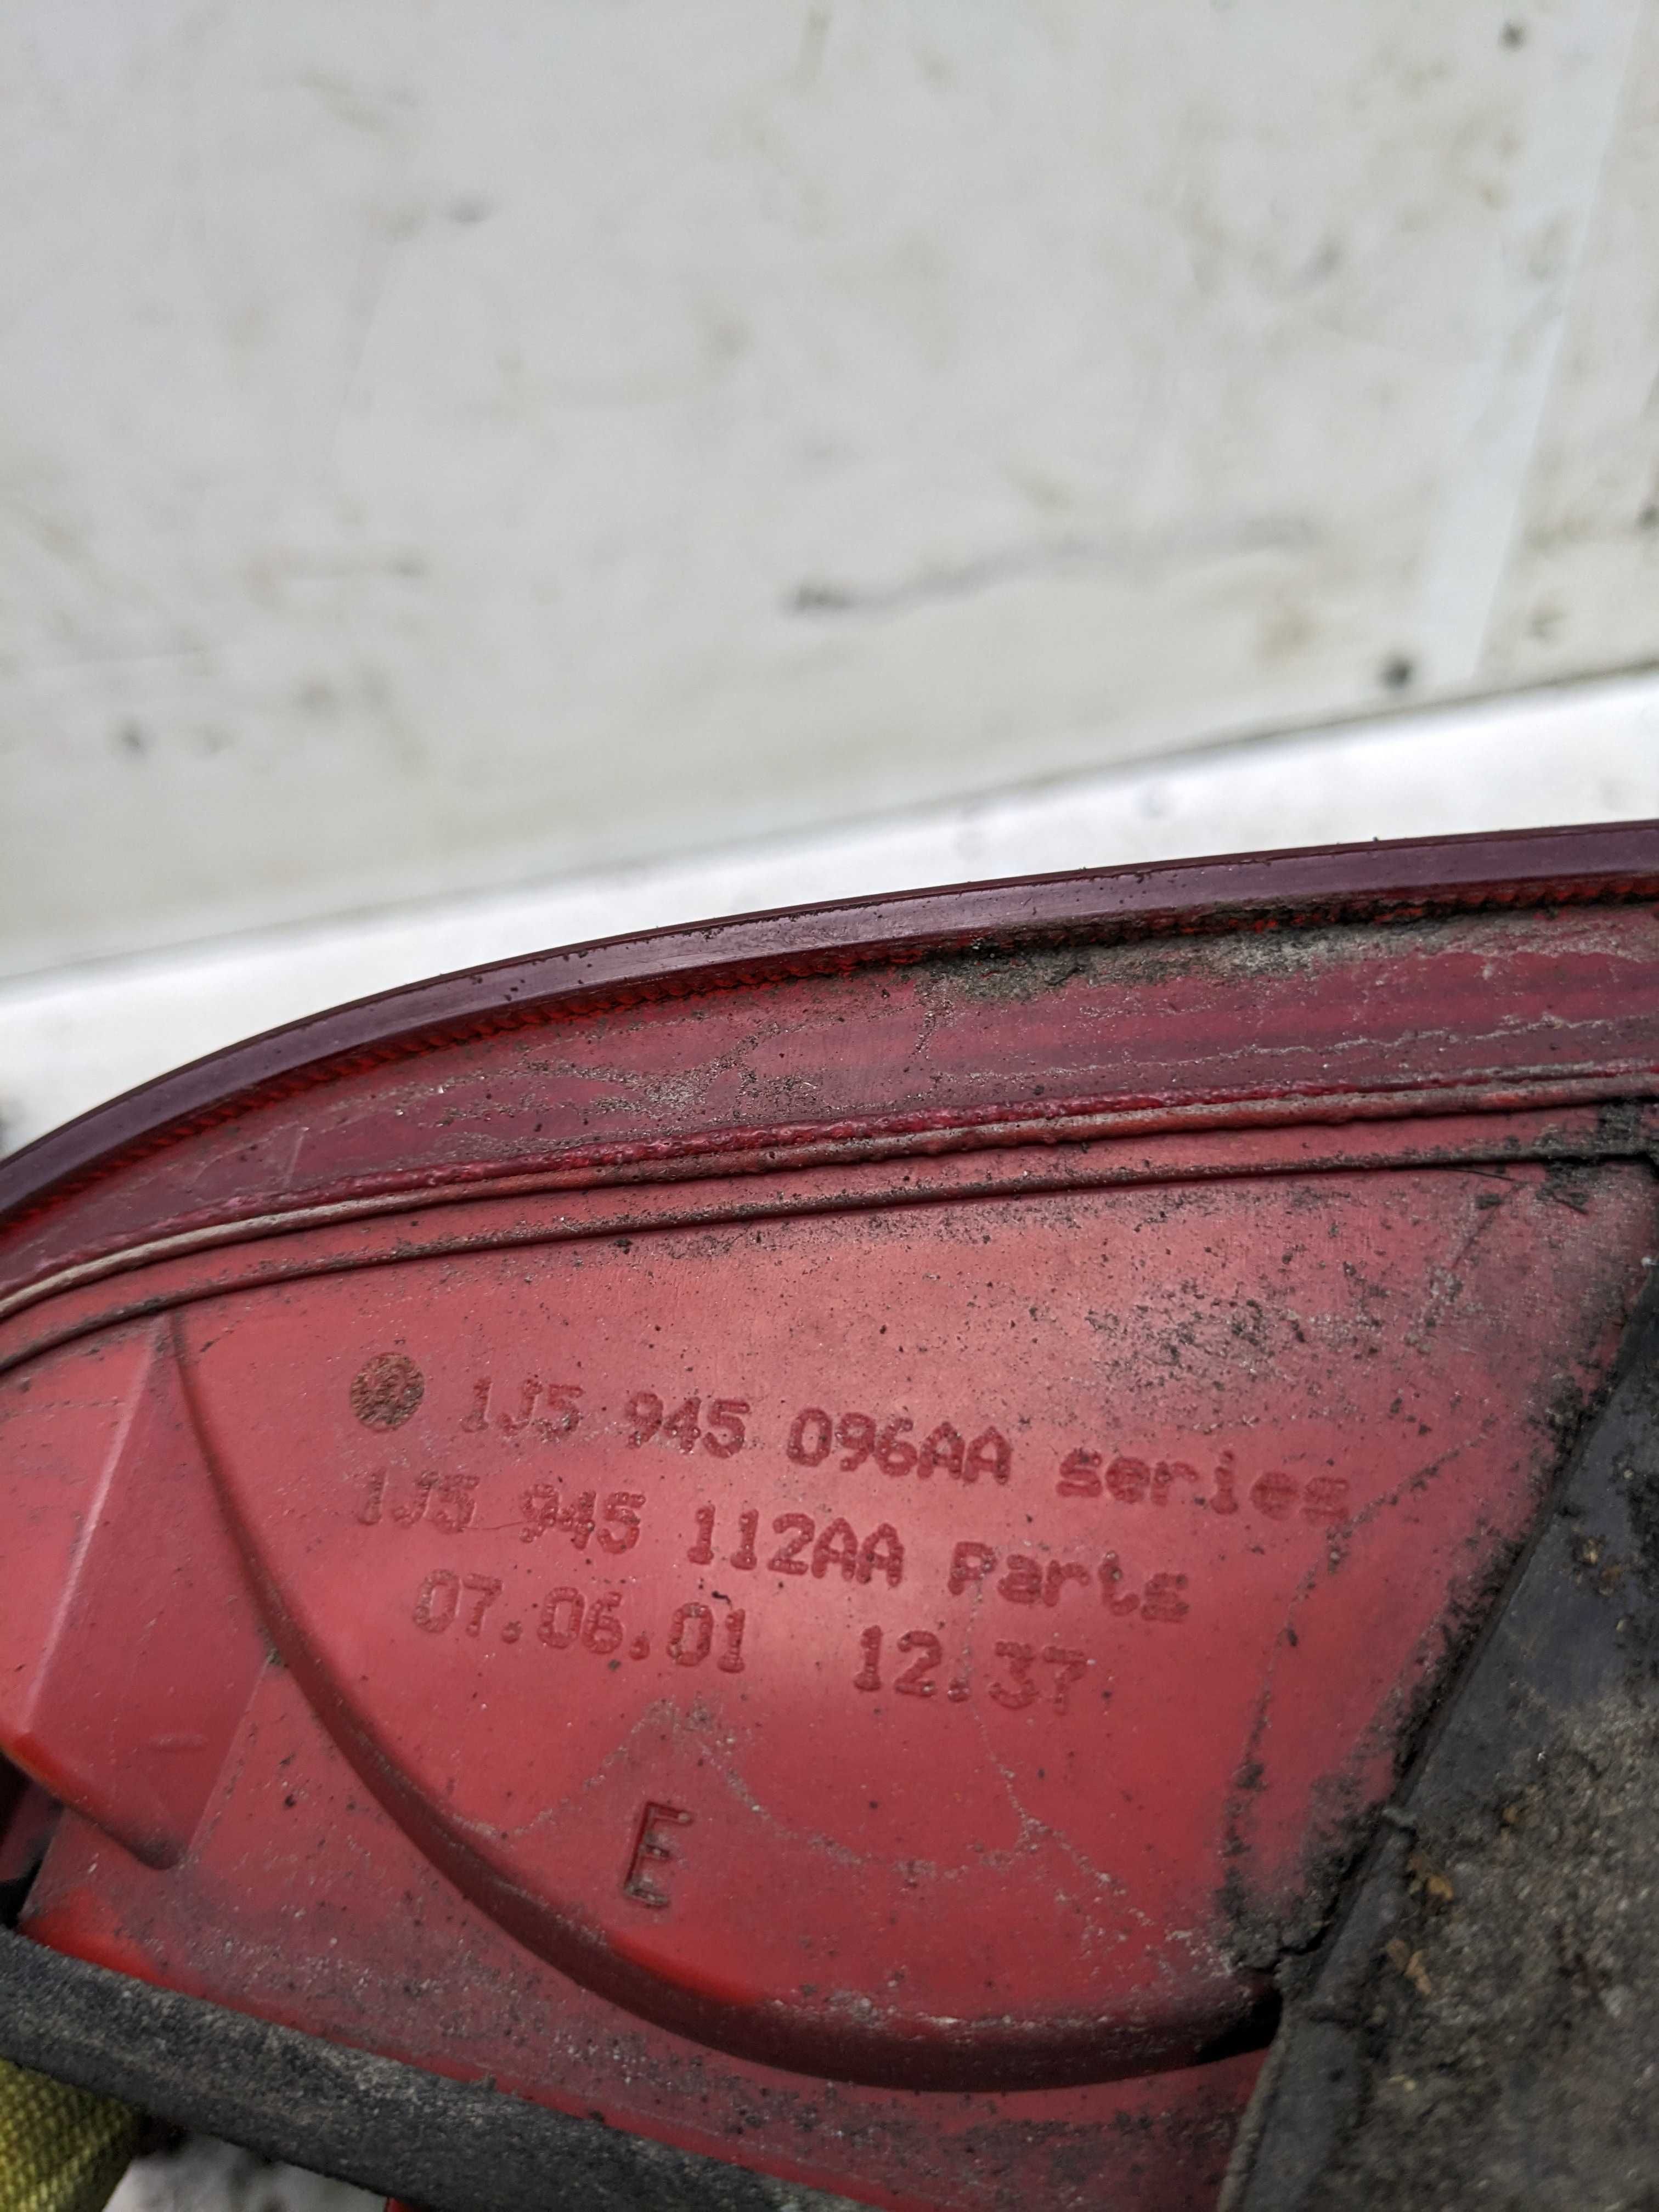 1J5 945 096AA series
1J5 945 112AA Parts
07.06.01 12.37
E